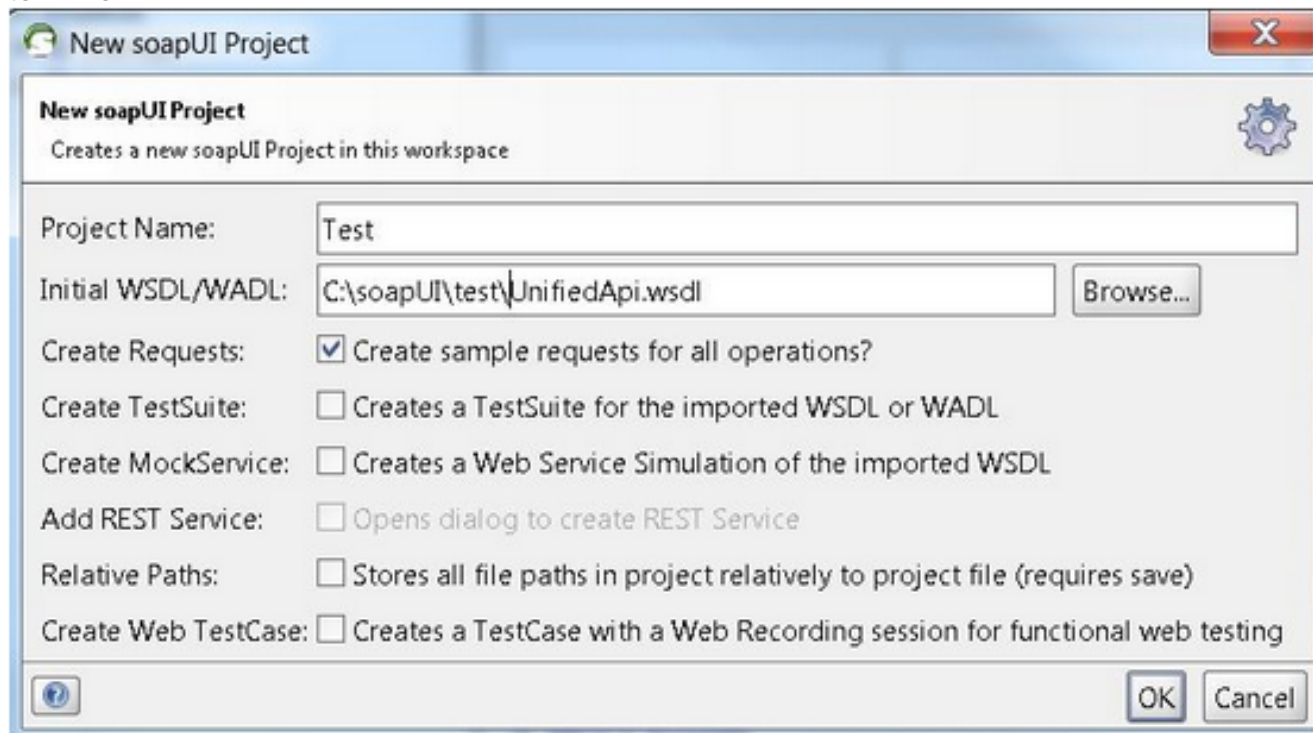 New soapUI Project
New soapUI Project
Creates a new soapUI Project in this workspace
Project Name: Test
Initial WSDL/WADL: C:\soapUI\test\UnifiedApi.wsdl Browse...
Create Requests: Create sample requests for all operations?
Create TestSuite: Creates a TestSuite for the imported WSDL or WADL
Create MockService: Creates a Web Service Simulation of the imported WSDL
Add REST Service: Opens dialog to create REST Service
Relative Paths: Stores all file paths in project relatively to project file (requires save)
Create Web TestCase: Creates a TestCase with a Web Recording session for functional web testing
OK Cancel